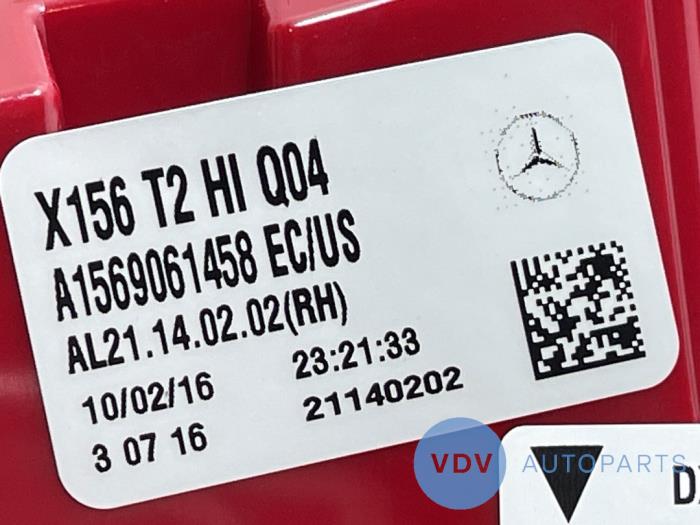 X156 T2 HI Q04
A1569061458 EC/US
AL21.14.02.02(RH)
10/02/16 23:21:33
3 07 16 21140202
VDV AUTOPARTS